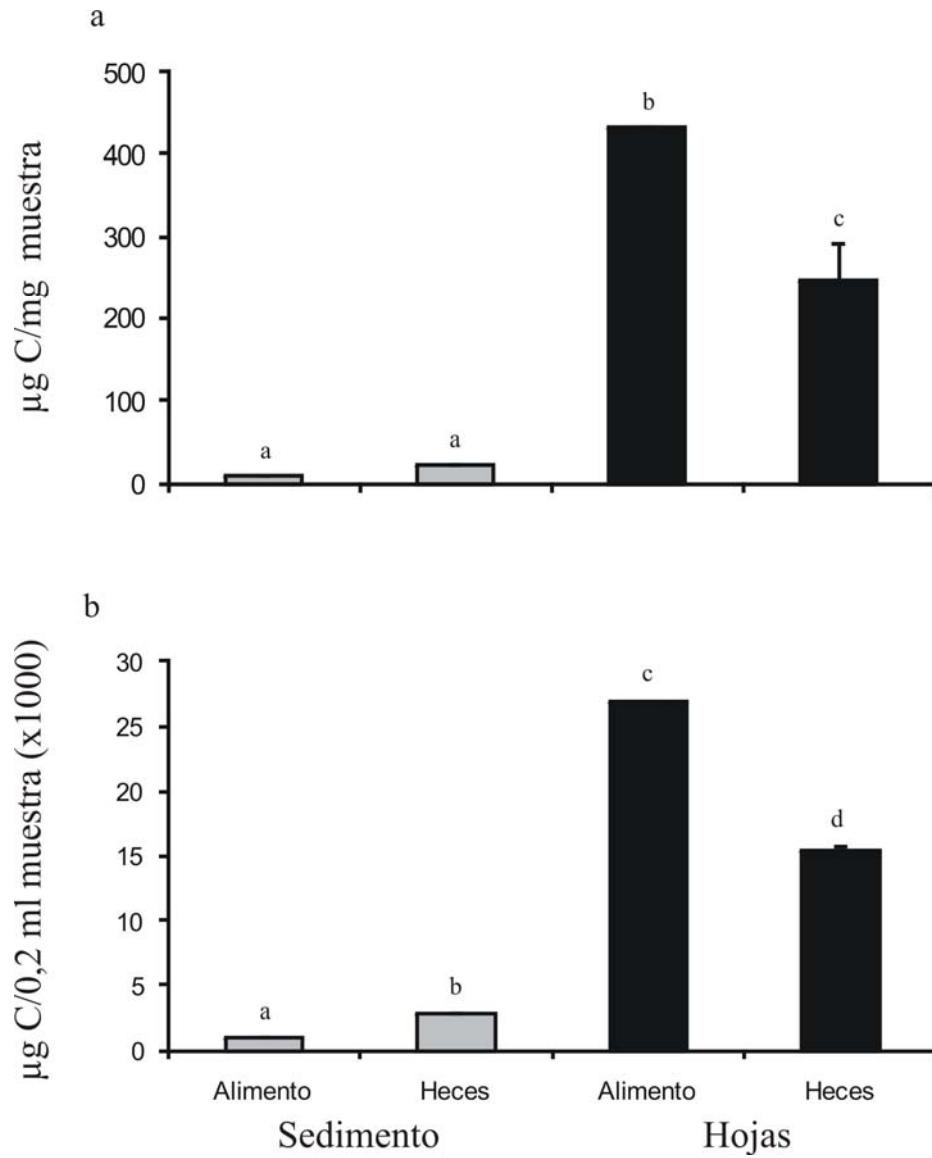 a
µg C/mg muestra
500
400
300
200
100
0
a
a
b
c
b
µg C/0,2 ml muestra (x1000)
30
25
20
15
10
5
0
a
b
c
d
Alimento Heces Alimento Heces
Sedimento Hojas